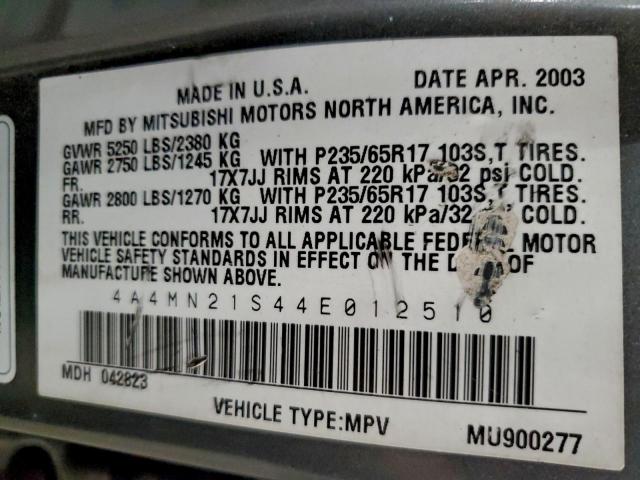 MADE IN U.S.A. DATE APR. 2003
MFD BY MITSUBISHI MOTORS NORTH AMERICA, INC.
GVWR 5250 LBS/2380 KG
GAWR 2750 LBS/1245 KG WITH P235/65R17 103S,T TIRES.
FR. 17X7JJ RIMS AT 220 kPa/32 psi COLD.
GAWR 2800 LBS/1270 KG WITH P235/65R17 103S,T TIRES.
RR. 17X7JJ RIMS AT 220 kPa/32 COLD.
THIS VEHICLE CONFORMS TO ALL APPLICABLE FEDERAL MOTOR
VEHICLE SAFETY STANDARDS IN EFFECT ON THE DATE OF
MANUFACTURE SHOWN ABOVE.
4A4MN21S44E012510
MDH 042823
VEHICLE TYPE:MPV MU900277